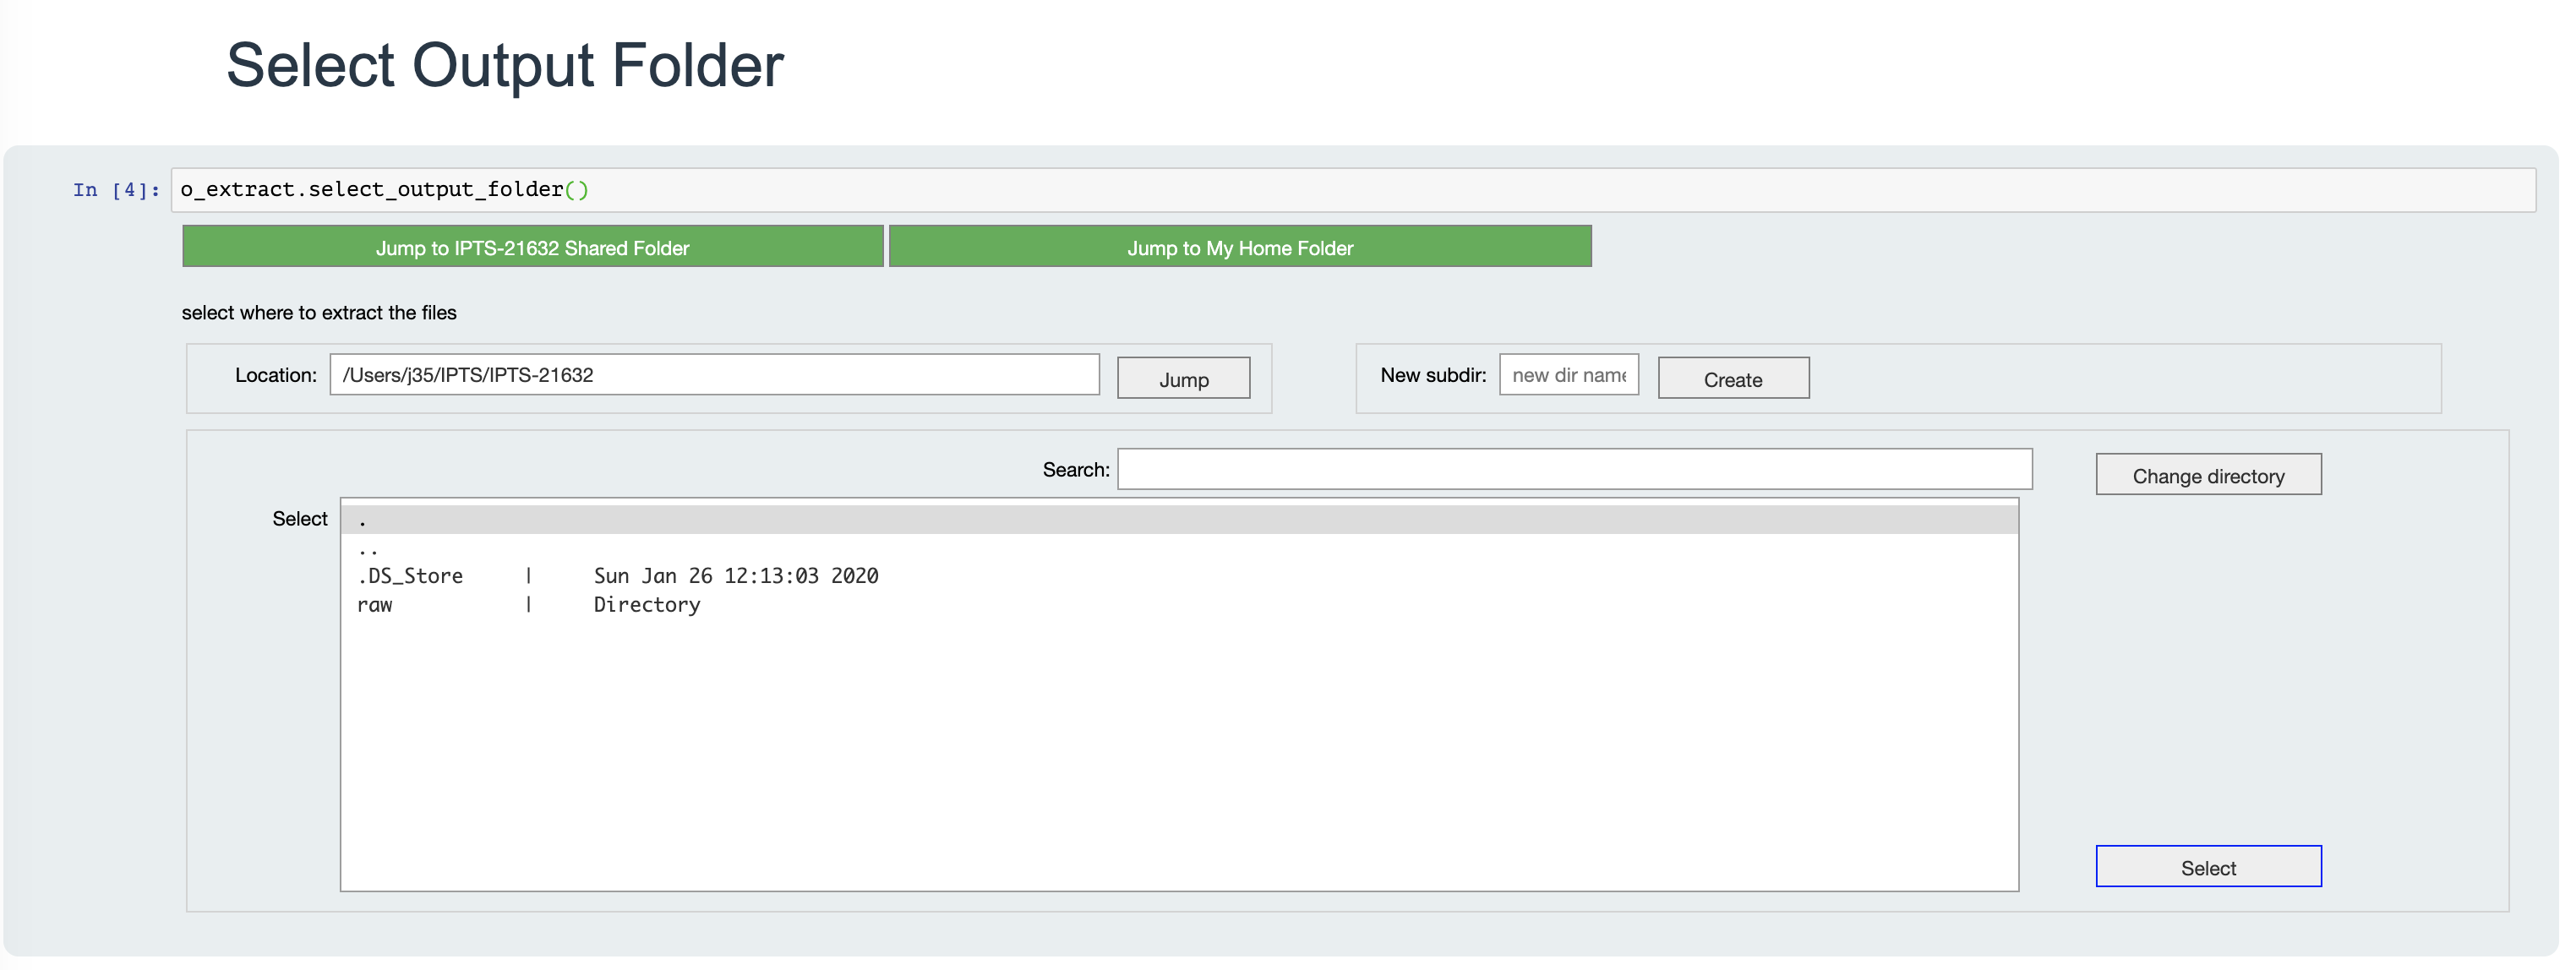 Select Output Folder
In [4]: o_extract.select_output_folder()
Jump to IPTS-21632 Shared Folder Jump to My Home Folder
select where to extract the files
Location: /Users/j35/IPTS/IPTS-21632 Jump New subdir: new dir name Create
Search: Change directory
Select .
..
.DS_Store | Sun Jan 26 12:13:03 2020
raw | Directory
Select